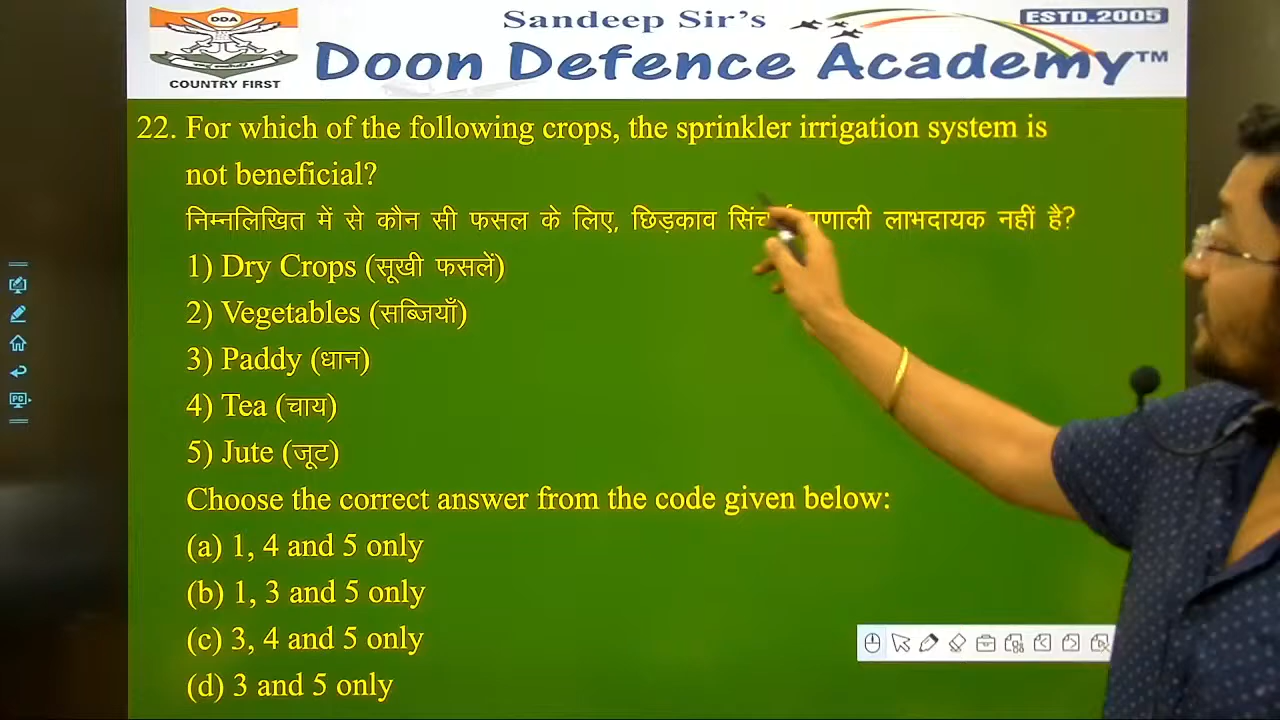 Sandeep Sir's
ESTD.2005
DDA
Doon Defence Academy™
COUNTRY FIRST
22. For which of the following crops, the sprinkler irrigation system is
not beneficial?
निम्नलिखित में से कौन सी फसल के लिए, छिड़काव लाभदायक नहीं है?
1) Dry Crops (सूखी फसलें)
2) Vegetables (सब्जियाँ)
3) Paddy (धान)
4) Tea (चाय)
5) Jute (जूट)
Choose the correct answer from the code given below:
(a) 1, 4 and 5 only
(b) 1, 3 and 5 only
(c) 3, 4 and 5 only
(d) 3 and 5 only